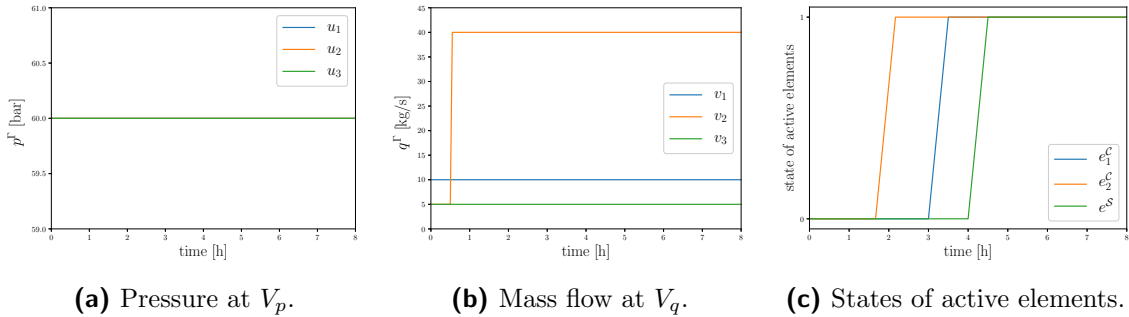 61.0
60.5
60.0
59.5
59.0
p^Γ [bar]
0 1 2 3 4 5 6 7 8
time [h]
u_1
u_2
u_3
45
40
35
30
25
20
15
10
5
0
q^Γ [kg/s]
0 1 2 3 4 5 6 7 8
time [h]
v_1
v_2
v_3
1
0
state of active elements
0 1 2 3 4 5 6 7 8
time [h]
e_1^𝒞
e_2^𝒞
e^𝒮
(a) Pressure at V_p.
(b) Mass flow at V_q.
(c) States of active elements.